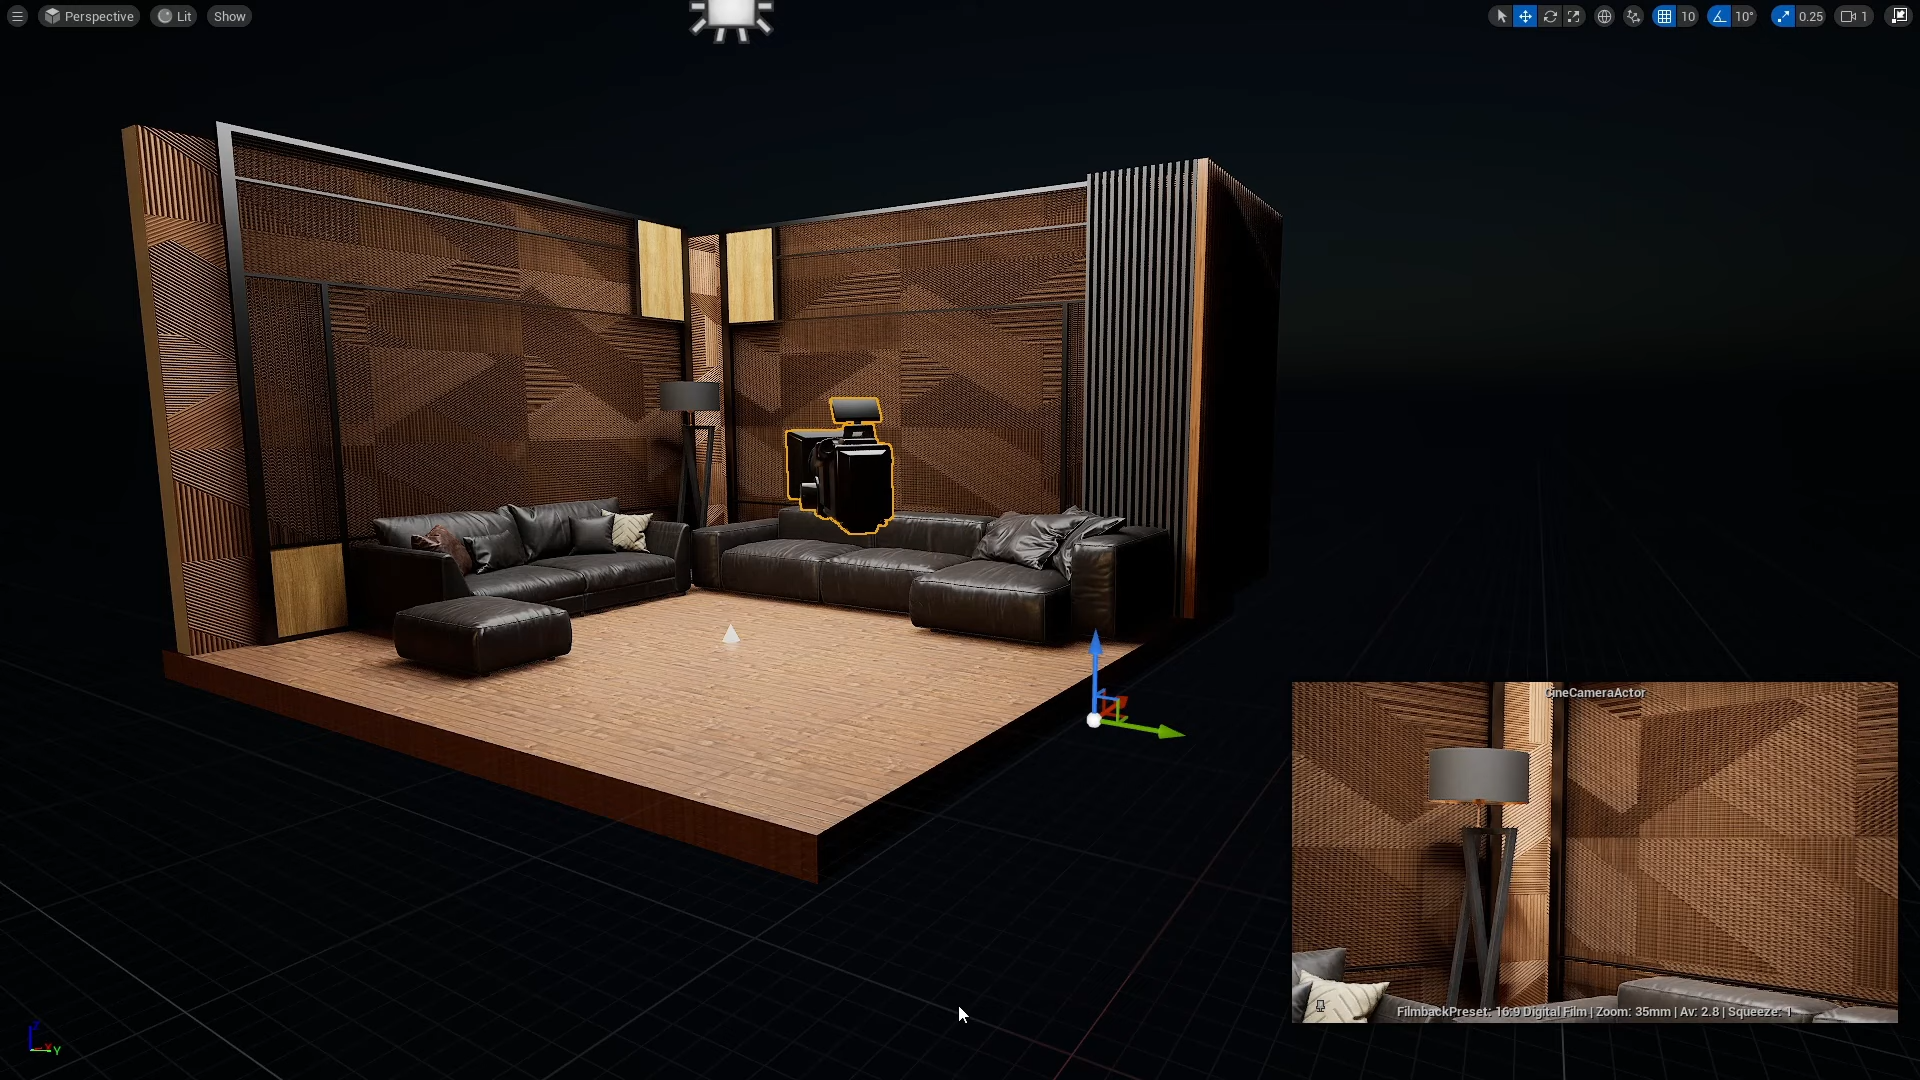 Perspective
Lit
Show
10
10°
0.25
1
CineCameraActor
FilmbackPreset: 16:9 Digital Film | Zoom: 35mm | Av: 2.8 | Squeeze: 1
Z
X
Y